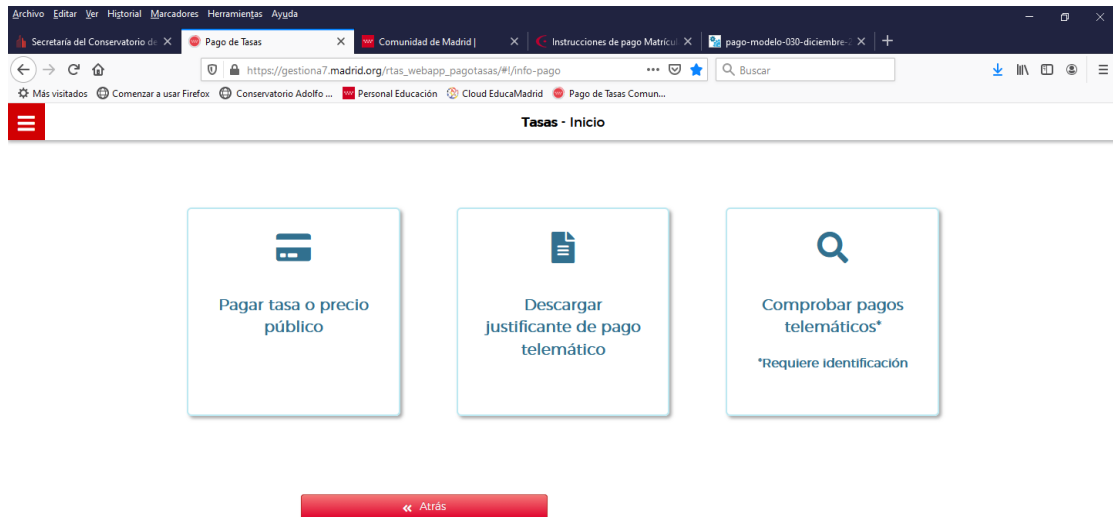 Archivo Editar Ver Historial Marcadores Herramientas Ayuda
Secretaría del Conservatorio de
Pago de Tasas
Comunidad de Madrid |
Instrucciones de pago Matrícul
pago-modelo-030-diciembre-2
https://gestiona7.madrid.org/rtas_webapp_pagotasas/#!/info-pago
Buscar
Más visitados Comenzar a usar Firefox Conservatorio Adolfo ... Personal Educación Cloud EducaMadrid Pago de Tasas Comun...
Tasas - Inicio
Pagar tasa o precio
público
Descargar
justificante de pago
telemático
Comprobar pagos
telemáticos*
*Requiere identificación
« Atrás